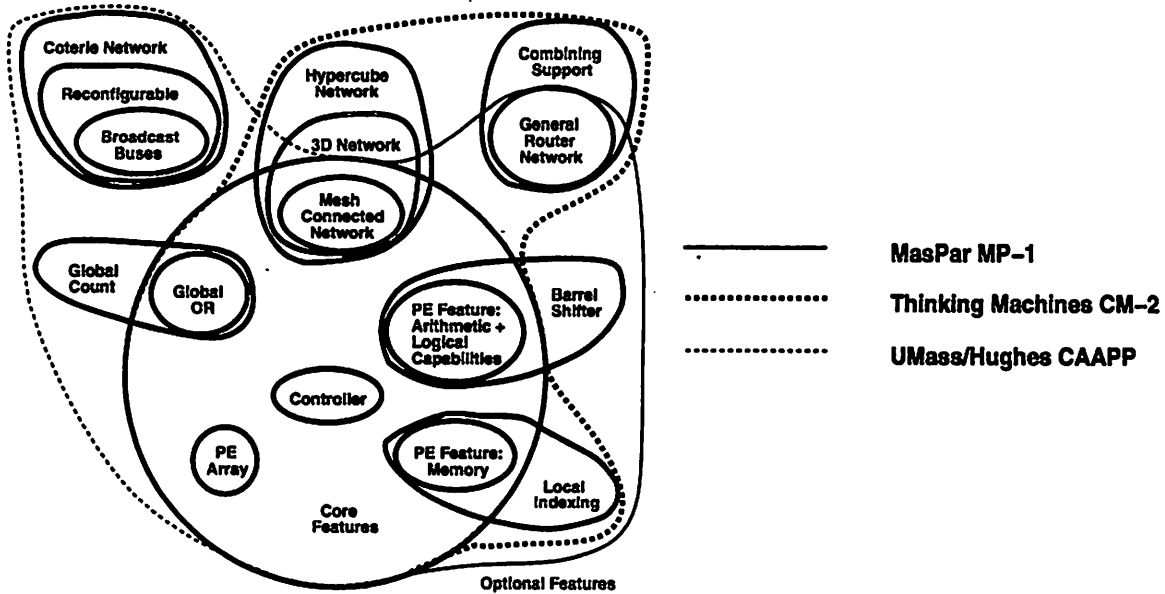 Coterie Network
Reconfigurable
Broadcast
Buses
Hypercube
Network
3D Network
Mesh
Connected
Network
Combining
Support
General
Router
Network
Global
Count
Global
OR
PE Feature:
Arithmetic +
Logical
Capabilities
Barrel
Shifter
Controller
PE
Array
PE Feature:
Memory
Local
Indexing
Core
Features
Optional Features
MasPar MP-1
Thinking Machines CM-2
UMass/Hughes CAAPP